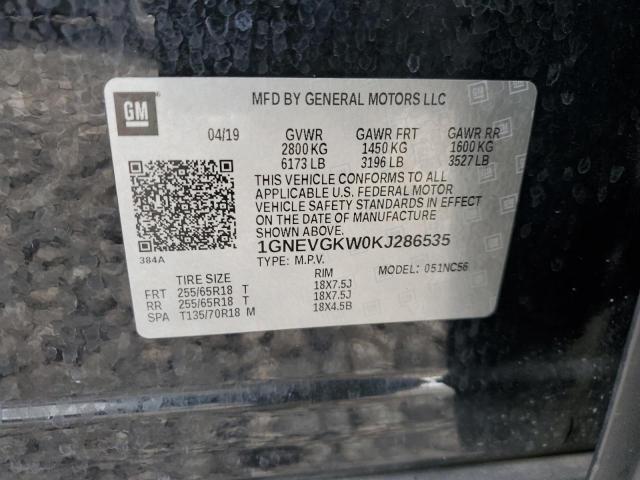 GM
MFD BY GENERAL MOTORS LLC
04/19 GVWR GAWR FRT GAWR RR
2800 KG 1450 KG 1600 KG
6173 LB 3196 LB 3527 LB
THIS VEHICLE CONFORMS TO ALL
APPLICABLE U.S. FEDERAL MOTOR
VEHICLE SAFETY STANDARDS IN EFFECT
ON THE DATE OF MANUFACTURE
SHOWN ABOVE.
384A
1GNEVGKW0KJ286535
TYPE: M.P.V. MODEL: 051NC56
TIRE SIZE RIM
FRT 255/65R18 T 18X7.5J
RR 255/65R18 T 18X7.5J
SPA T135/70R18 M 18X4.5B